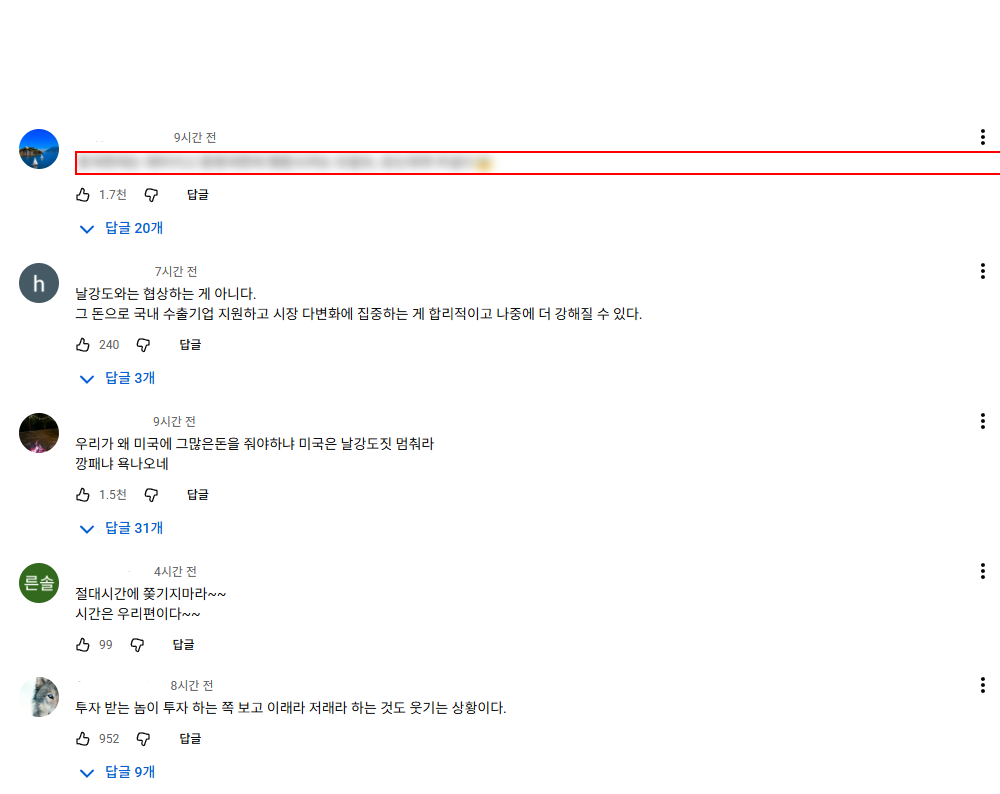 9시간 전
1.7천
답글
답글 20개
h
7시간 전
날강도와는 협상하는 게 아니다.
그 돈으로 국내 수출기업 지원하고 시장 다변화에 집중하는 게 합리적이고 나중에 더 강해질 수 있다.
240
답글
답글 3개
9시간 전
우리가 왜 미국에 그많은돈을 줘야하냐 미국은 날강도짓 멈춰라
깡패냐 욕나오네
1.5천
답글
답글 31개
른솔
4시간 전
절대시간에 쫒기지마라~~
시간은 우리편이다~~
99
답글
8시간 전
투자 받는 놈이 투자 하는 쪽 보고 이래라 저래라 하는 것도 웃기는 상황이다.
952
답글
답글 9개